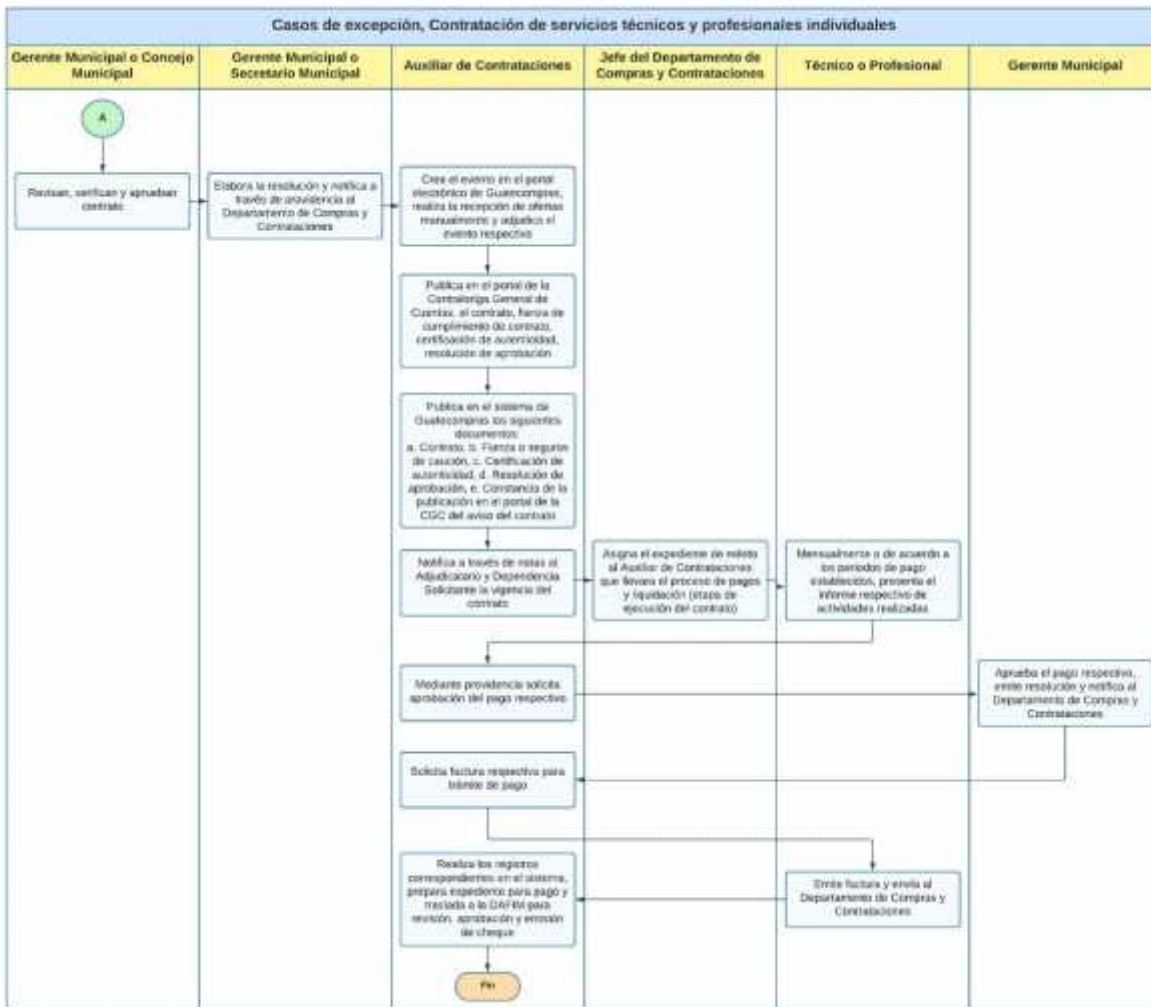 Casos de excepción, Contratación de servicios técnicos y profesionales individuales
Gerente Municipal o Concejo
Municipal
Gerente Municipal o
Secretario Municipal
Auxiliar de Contrataciones
Jefe del Departamento de
Compras y Contrataciones
Técnico o Profesional
Gerente Municipal
A
Revisan, verifican y aprueban
contrato
Elabora la resolución y notifica a
través de providencia al
Departamento de Compras y
Contrataciones
Crea el evento en el portal
electrónico de Guatecompras,
realiza la recepción de ofertas
manualmente y adjudica el
evento respectivo
Publica en el portal de la
General de
Cuentas, el contrato, fianza de
cumplimiento de contrato,
certificación de autenticidad,
resolución de aprobación
Publica en el sistema de
Guatecompras los siguientes
documentos:
a. Contrato, b. Fianza o seguros
de caución, c. Certificación de
autenticidad, d. Resolución de
aprobación, e. Constancia de la
publicación en el portal de la
CGC del aviso del contrato
Notifica a través de notas al
Adjudicatario y Dependencia
Solicitante la vigencia del
contrato
Asigna el expediente de mérito
al Auxiliar de Contrataciones
que llevara el proceso de pagos
y liquidación (etapa de
ejecución del contrato)
Mensualmente o de acuerdo a
los periodos de pago
establecidos, presenta el
informe respectivo de
actividades realizadas
Mediante providencia solicita
aprobación del pago respectivo
Aprueba el pago respectivo,
emite resolución y notifica al
Departamento de Compras y
Contrataciones
Solicita factura respectiva para
trámite de pago
Emite factura y envía al
Departamento de Compras y
Contrataciones
Realiza los registros
correspondientes en el sistema,
prepara expediente para pago y
traslada a la DAFIM para
revisión, aprobación y emisión
de cheque
Fin